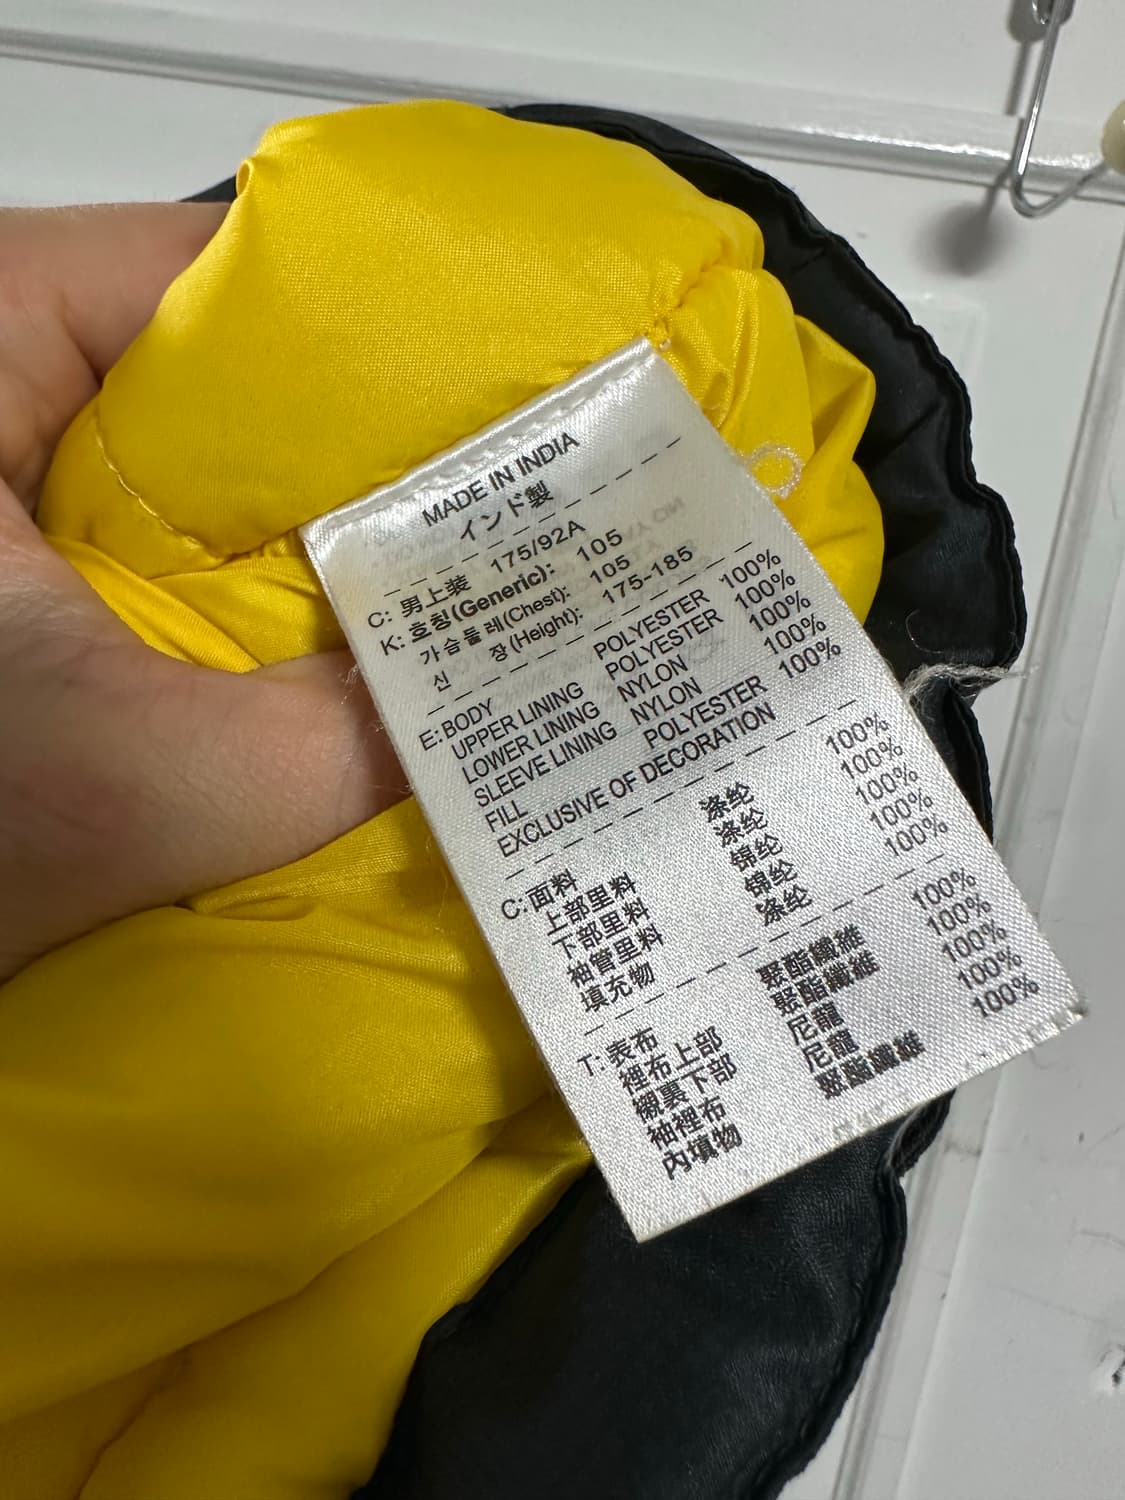 MADE IN INDIA
インド製
C: 男上装 175/92A
K: 호칭(Generic): 105
가슴둘레(Chest): 105
신 장(Height): 175-185
E: BODY POLYESTER 100%
UPPER LINING POLYESTER 100%
LOWER LINING NYLON 100%
SLEEVE LINING NYLON 100%
FILL POLYESTER 100%
EXCLUSIVE OF DECORATION
C: 面料 涤纶 100%
上部里料 涤纶 100%
下部里料 锦纶 100%
袖管里料 锦纶 100%
填充物 涤纶 100%
T: 表布 聚酯纖維 100%
裡布上部 聚酯纖維 100%
襯裏下部 尼龍 100%
袖裡布 尼龍 100%
內填物 聚酯纖維 100%